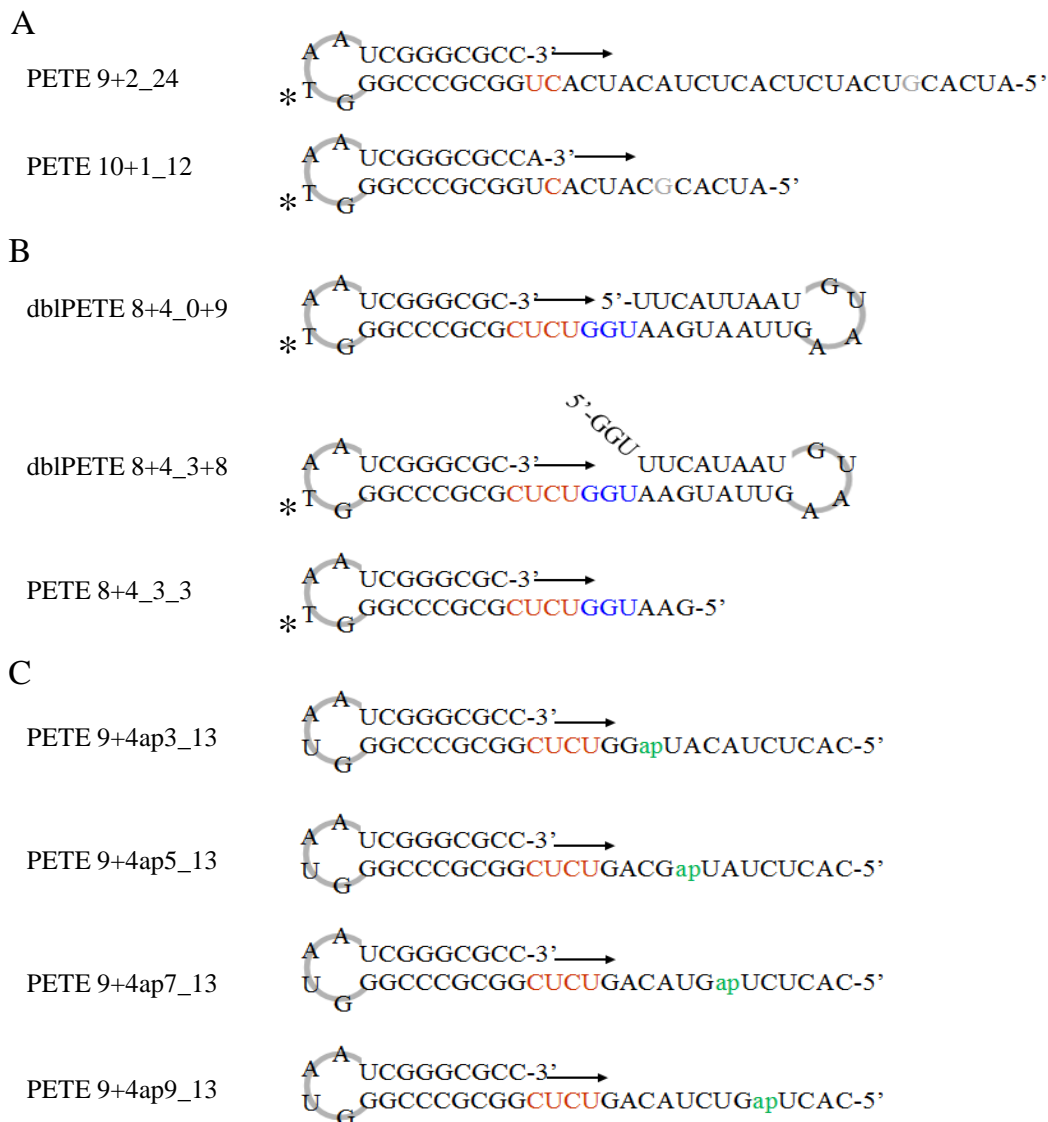 A
PETE 9+2_24
A A UCGGGCGCC-3’
* T G GGCCCGCGGUCACUACAUCUCACUCUACUGCACUA-5’
PETE 10+1_12
A A UCGGGCGCCA-3’
* T G GGCCCGCGGUCACUACGCACUA-5’
B
dblPETE 8+4_0+9
A A UCGGGCGC-3’ 5’-UUCAUUAAU G U
* T G GGCCCGCGCUCUGGUAAGUAAUUG A A
5’-GGU
dblPETE 8+4_3+8
A A UCGGGCGC-3’ UUCAUAAU G U
* T G GGCCCGCGCUCUGGUAAGUAUUG A A
PETE 8+4_3_3
A A UCGGGCGC-3’
* T G GGCCCGCGCUCUGGUAAG-5’
C
PETE 9+4ap3_13
A A UCGGGCGCC-3’
U G GGCCCGCGGCUCUGGapUACAUCUCAC-5’
PETE 9+4ap5_13
A A UCGGGCGCC-3’
U G GGCCCGCGGCUCUGACGapUAUCUCAC-5’
PETE 9+4ap7_13
A A UCGGGCGCC-3’
U G GGCCCGCGGCUCUGACAUGapUCUCAC-5’
PETE 9+4ap9_13
A A UCGGGCGCC-3’
U G GGCCCGCGGCUCUGACAUCUGapUCAC-5’